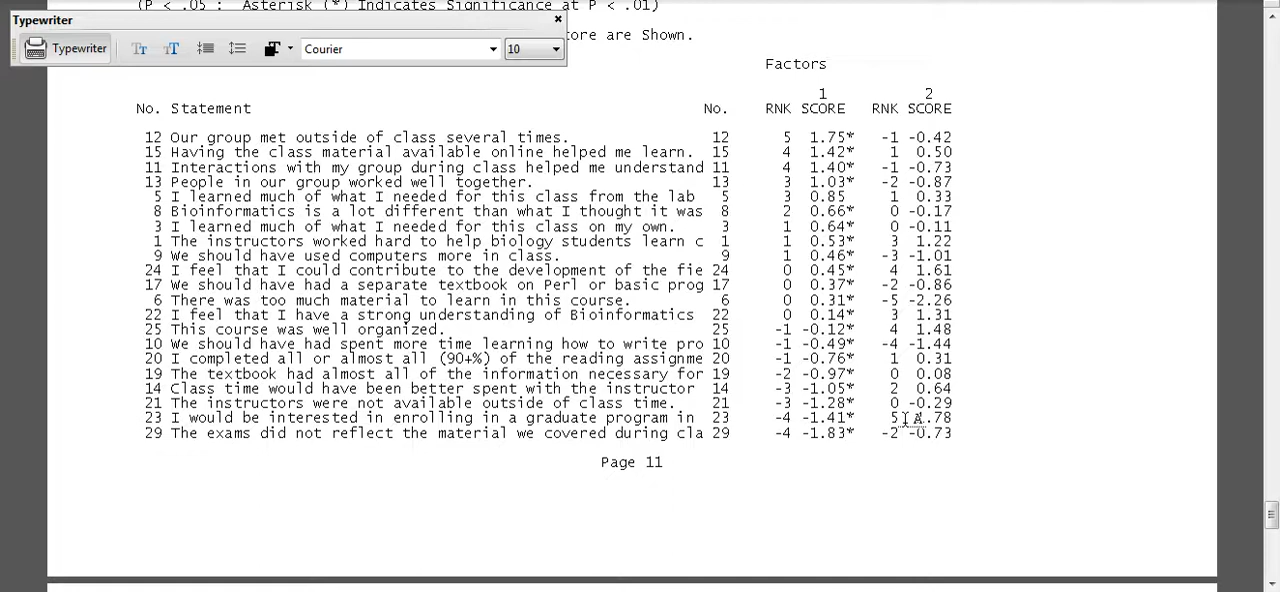 (P < .05 ; Asterisk (*) Indicates Significance at P < .01)
Typewriter
ore are Shown.
Typewriter Courier 10
Factors
1 2
No. Statement No. RNK SCORE RNK SCORE
12 Our group met outside of class several times. 12 5 1.75* -1 -0.42
15 Having the class material available online helped me learn. 15 4 1.42* 1 0.50
11 Interactions with my group during class helped me understand 11 4 1.40* -1 -0.73
13 People in our group worked well together. 13 3 1.03* -2 -0.87
5 I learned much of what I needed for this class from the lab 5 3 0.85 1 0.33
8 Bioinformatics is a lot different than what I thought it was 8 2 0.66* 0 -0.17
3 I learned much of what I needed for this class on my own. 3 1 0.64* 0 -0.11
1 The instructors worked hard to help biology students learn c 1 1 0.53* 3 1.22
9 We should have used computers more in class. 9 1 0.46* -3 -1.01
24 I feel that I could contribute to the development of the fie 24 0 0.45* 4 1.61
17 We should have had a separate textbook on Perl or basic prog 17 0 0.37* -2 -0.86
6 There was too much material to learn in this course. 6 0 0.31* -5 -2.26
22 I feel that I have a strong understanding of Bioinformatics 22 0 0.14* 3 1.31
25 This course was well organized. 25 -1 -0.12* 4 1.48
10 We should have had spent more time learning how to write pro 10 -1 -0.49* -4 -1.44
20 I completed all or almost all (90+%) of the reading assignme 20 -1 -0.76* 1 0.31
19 The textbook had almost all of the information necessary for 19 -2 -0.97* 0 0.08
14 Class time would have been better spent with the instructor 14 -3 -1.05* 2 0.64
21 The instructors were not available outside of class time. 21 -3 -1.28* 0 -0.29
23 I would be interested in enrolling in a graduate program in 23 -4 -1.41* 5 .78
29 The exams did not reflect the material we covered during cla 29 -4 -1.83* -2 -0.73
Page 11